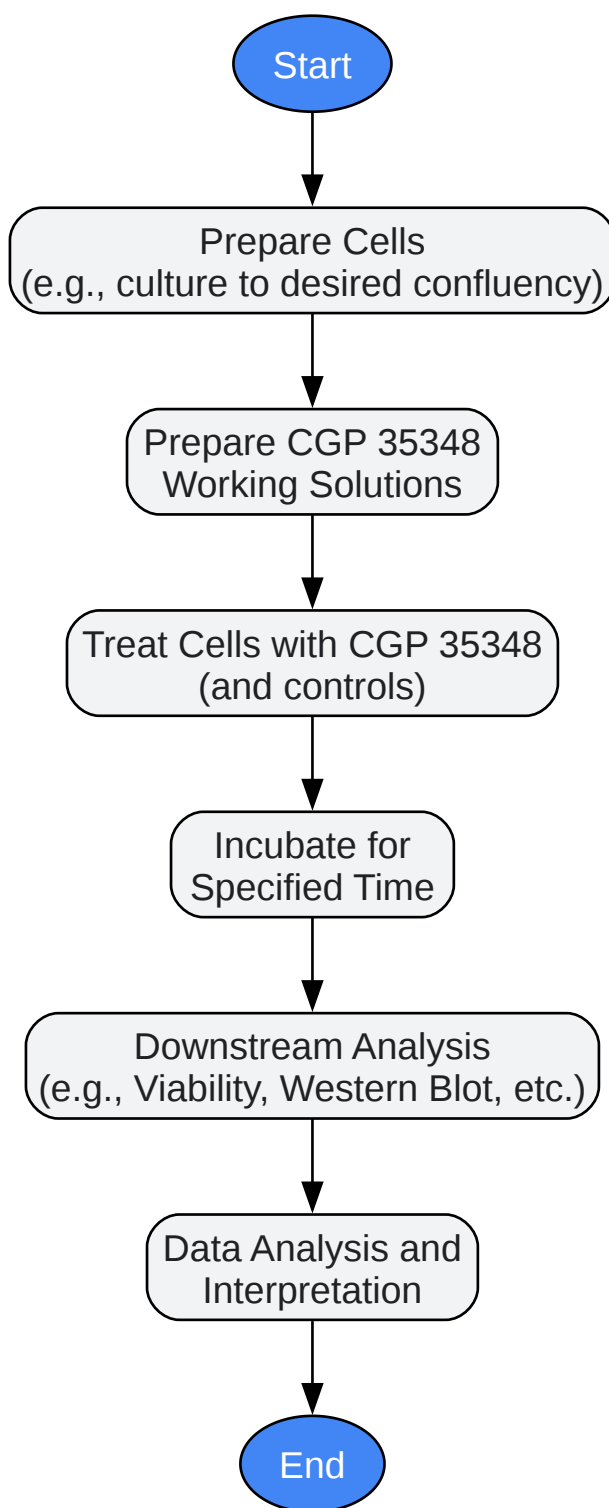 Start
Prepare Cells
(e.g., culture to desired confluency)
Prepare CGP 35348
Working Solutions
Treat Cells with CGP 35348
(and controls)
Incubate for
Specified Time
Downstream Analysis
(e.g., Viability, Western Blot, etc.)
Data Analysis and
Interpretation
End